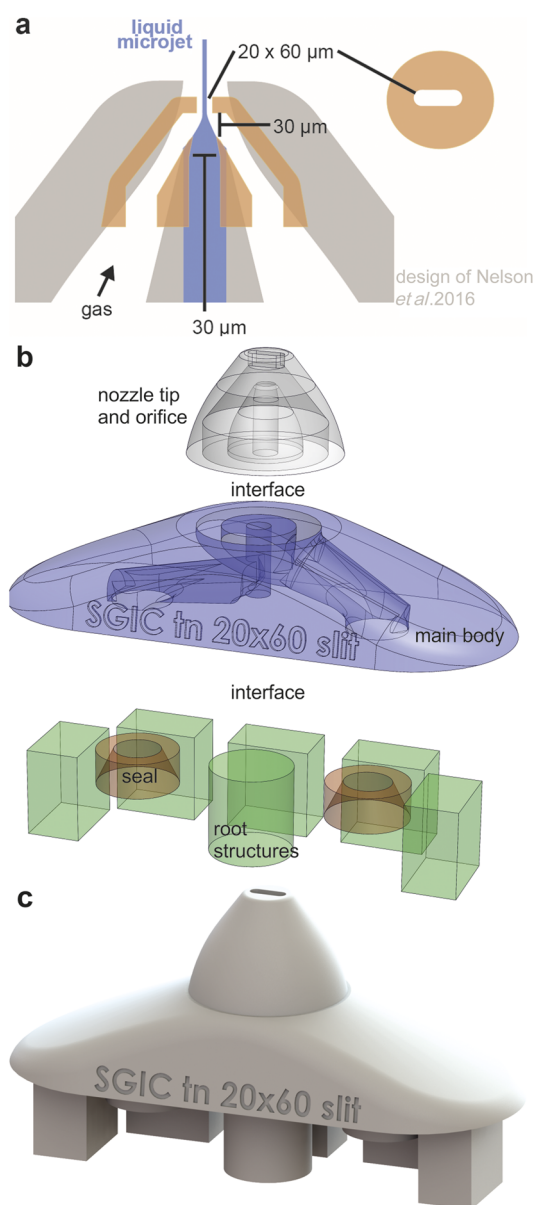 a
liquid
microjet
20 x 60 µm
30 µm
gas
30 µm
design of Nelson
et al.2016
b
nozzle tip
and orifice
interface
SGIC tn 20x60 slit
main body
interface
seal
root
structures
c
SGIC tn 20x60 slit